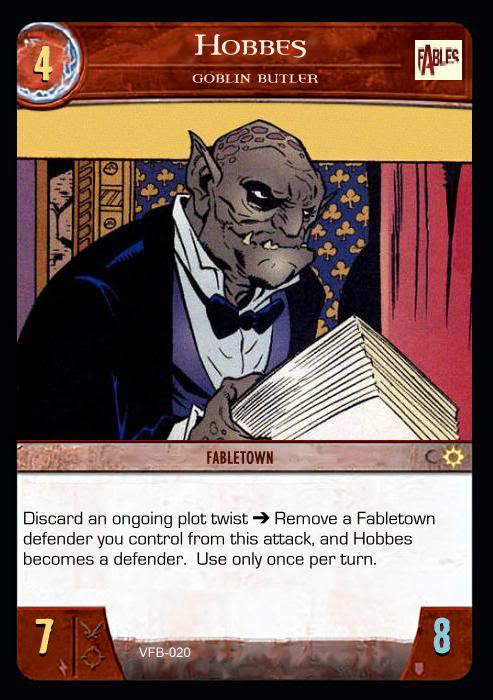 4
HOBBES
FABLES
GOBLIN BUTLER
FABLETOWN
C
Discard an ongoing plot twist ➔ Remove a Fabletown
defender you control from this attack, and Hobbes
becomes a defender. Use only once per turn.
7
8
VFB-020